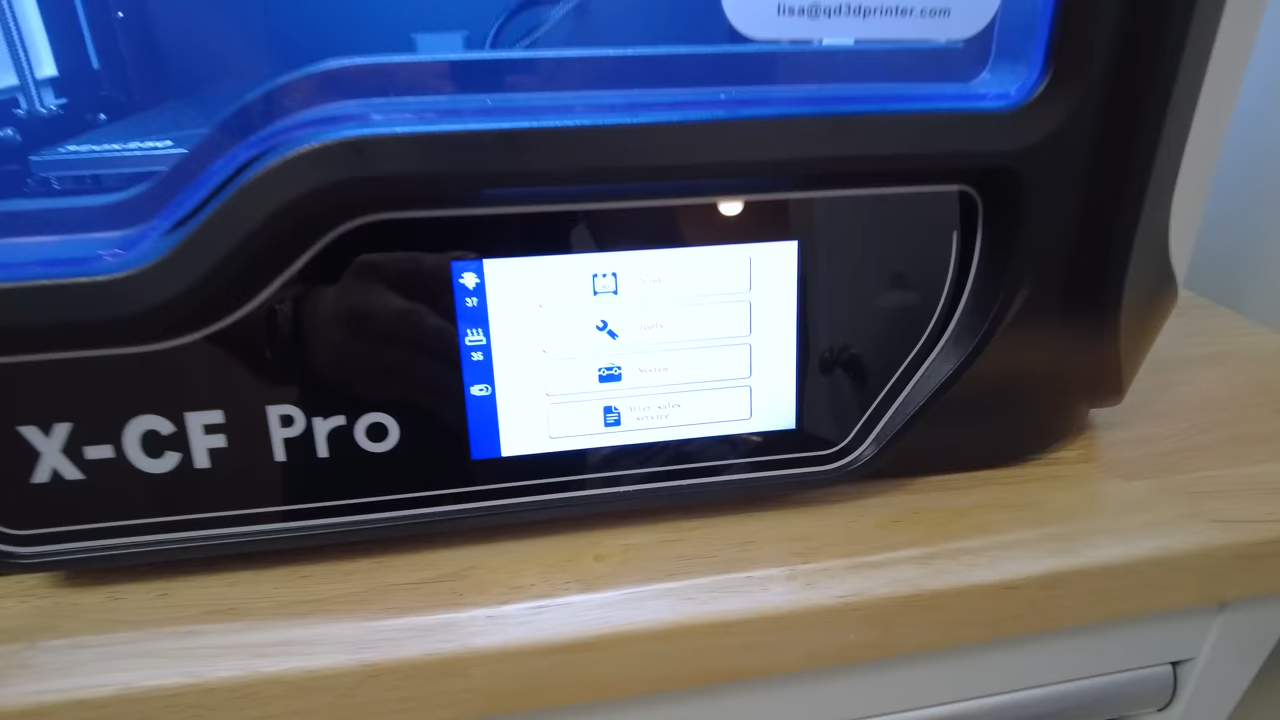 lisa@qd3dprinter.com
37
Print
Tools
35
System
After sales
service
X-CF Pro